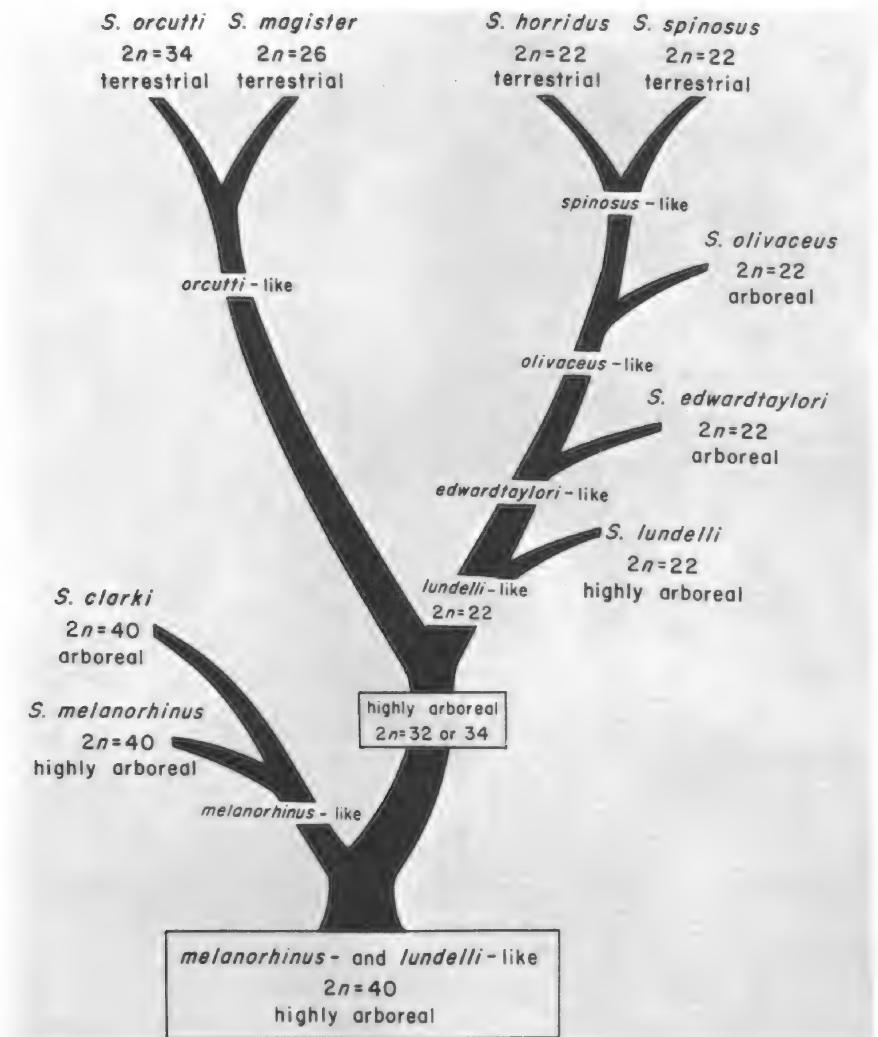 S. orcutti
2n=34
terrestrial
S. magister
2n=26
terrestrial
S. horridus
2n=22
terrestrial
S. spinosus
2n=22
terrestrial
spinosus-like
S. olivaceus
2n=22
arboreal
orcutti-like
olivaceus-like
S. edwardtaylori
2n=22
arboreal
edwardtaylori-like
S. lundelli
2n=22
highly arboreal
lundelli-like
2n=22
S. clarki
2n=40
arboreal
highly arboreal
2n=32 or 34
S. melanorhinus
2n=40
highly arboreal
melanorhinus-like
melanorhinus- and lundelli-like
2n=40
highly arboreal